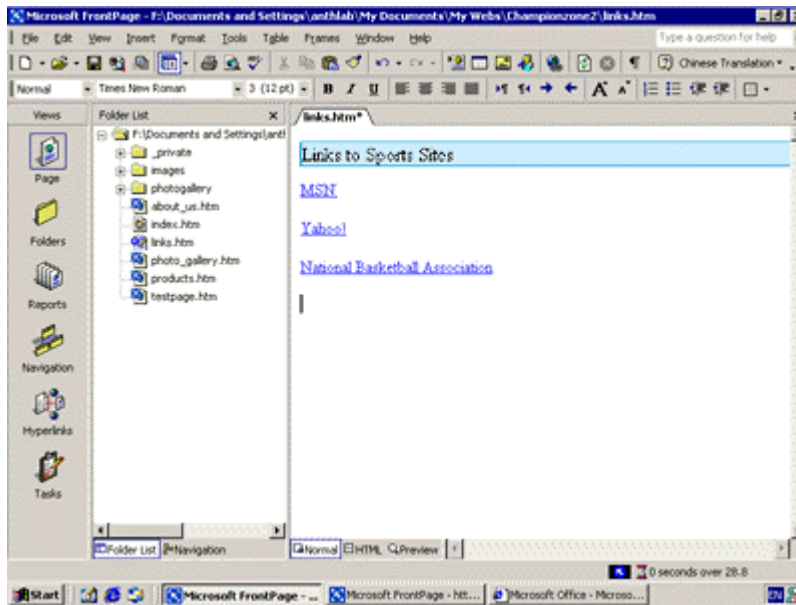 Microsoft FrontPage - F:\Documents and Settings\anthlab\My Documents\My Webs\Championzone2\links.htm
File Edit View Insert Format Tools Table Frames Window Help
Type a question for help
Chinese Translation
Normal Times New Roman 3 (12 pt) B I U A A
Views
Folder List
links.htm*
F:\Documents and Settings\anth
_private
images
photogallery
about_us.htm
index.htm
links.htm
photo_gallery.htm
products.htm
testpage.htm
Page
Folders
Reports
Navigation
Hyperlinks
Tasks
Links to Sports Sites
MSN
Yahoo!
National Basketball Association
Folder List Navigation
Normal HTML Preview
0 seconds over 28.8
Start
Microsoft FrontPage - ...
Microsoft FrontPage - htt...
Microsoft Office - Microso...
EN